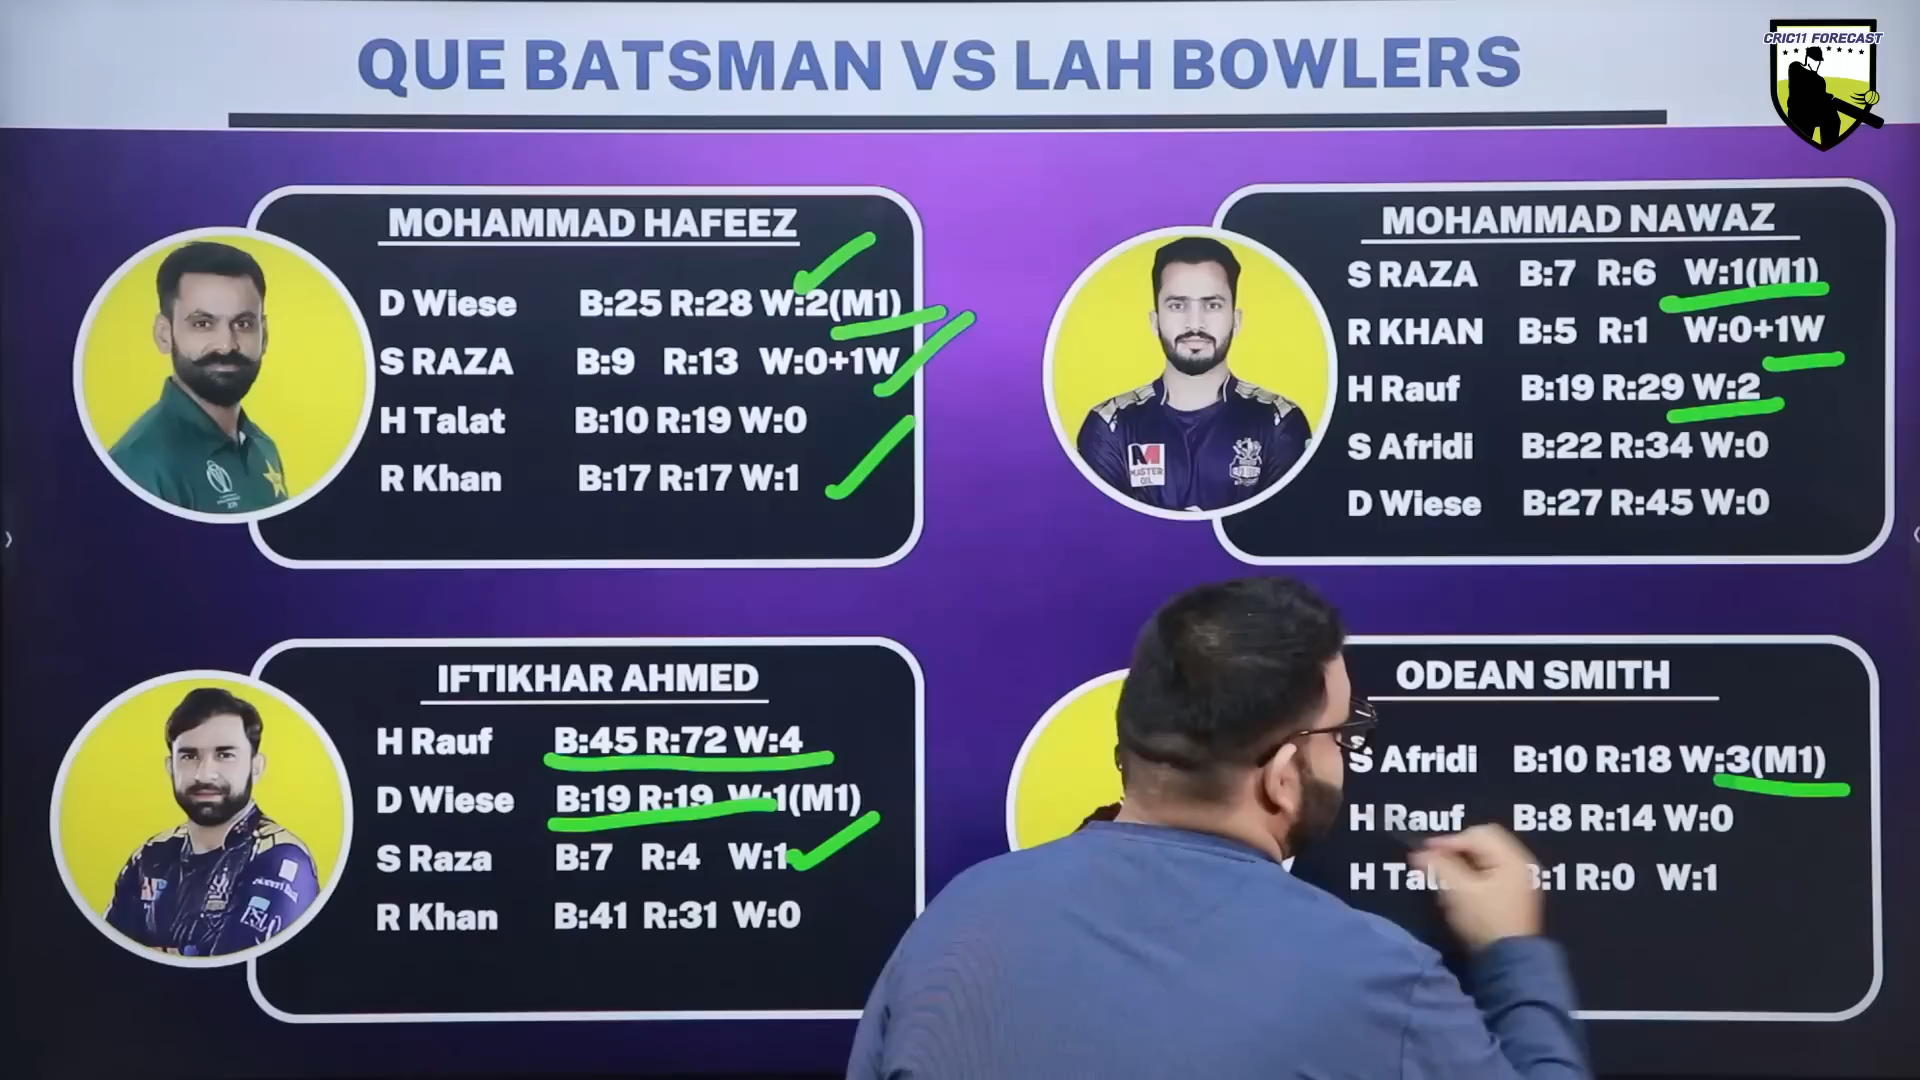 QUE BATSMAN VS LAH BOWLERS
CRIC11 FORECAST
MOHAMMAD HAFEEZ
D Wiese B:25 R:28 W:2(M1)
S RAZA B:9 R:13 W:0+1W
H Talat B:10 R:19 W:0
R Khan B:17 R:17 W:1
MOHAMMAD NAWAZ
S RAZA B:7 R:6 W:1(M1)
R KHAN B:5 R:1 W:0+1W
H Rauf B:19 R:29 W:2
S Afridi B:22 R:34 W:0
D Wiese B:27 R:45 W:0
MASTER
OIL
IFTIKHAR AHMED
H Rauf B:45 R:72 W:4
D Wiese B:19 R:19 W:1(M1)
S Raza B:7 R:4 W:1
R Khan B:41 R:31 W:0
ODEAN SMITH
S Afridi B:10 R:18 W:3(M1)
H Rauf B:8 R:14 W:0
H R:0 W:1